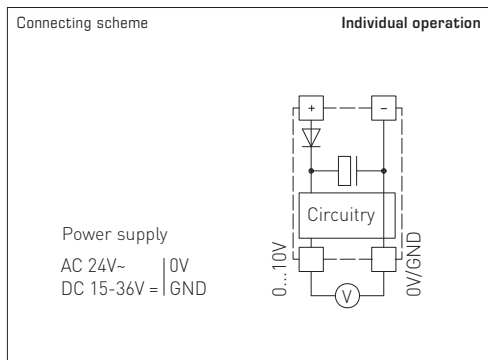 Connecting scheme
Individual operation
+
−
Circuitry
Power supply
AC 24V~ | 0V
DC 15-36V = | GND
0...10V
0V/GND
V